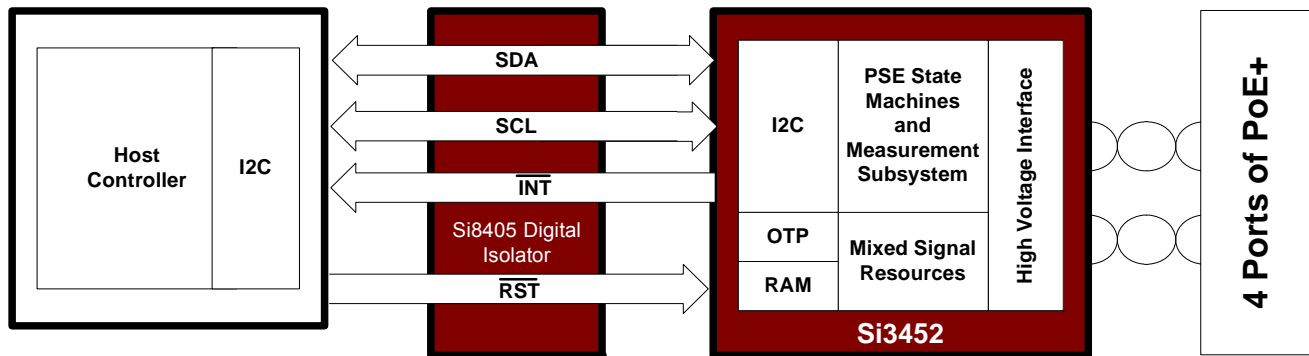 Host
Controller
I2C
SDA
SCL
INT
Si8405 Digital
Isolator
RST
I2C
PSE State
Machines
and
Measurement
Subsystem
OTP
RAM
Mixed Signal
Resources
High Voltage Interface
Si3452
4 Ports of PoE+